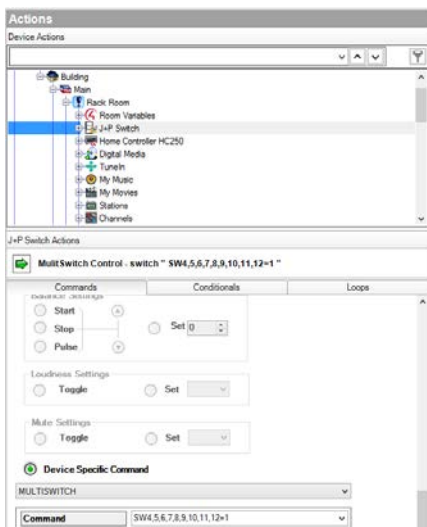 Actions
Device Actions
Building
Main
Rack Room
Room Variables
J+P Switch
Home Controller HC250
Digital Media
TuneIn
My Music
My Movies
Stations
Channels
J+P Switch Actions
MulitSwitch Control - switch " SW4,5,6,7,8,9,10,11,12=1 "
Commands Conditionals Loops
Balance Settings
Start
Stop Set 0
Pulse
Loudness Settings
Toggle Set
Mute Settings
Toggle Set
Device Specific Command
MULTISWITCH
Command SW4,5,6,7,8,9,10,11,12=1